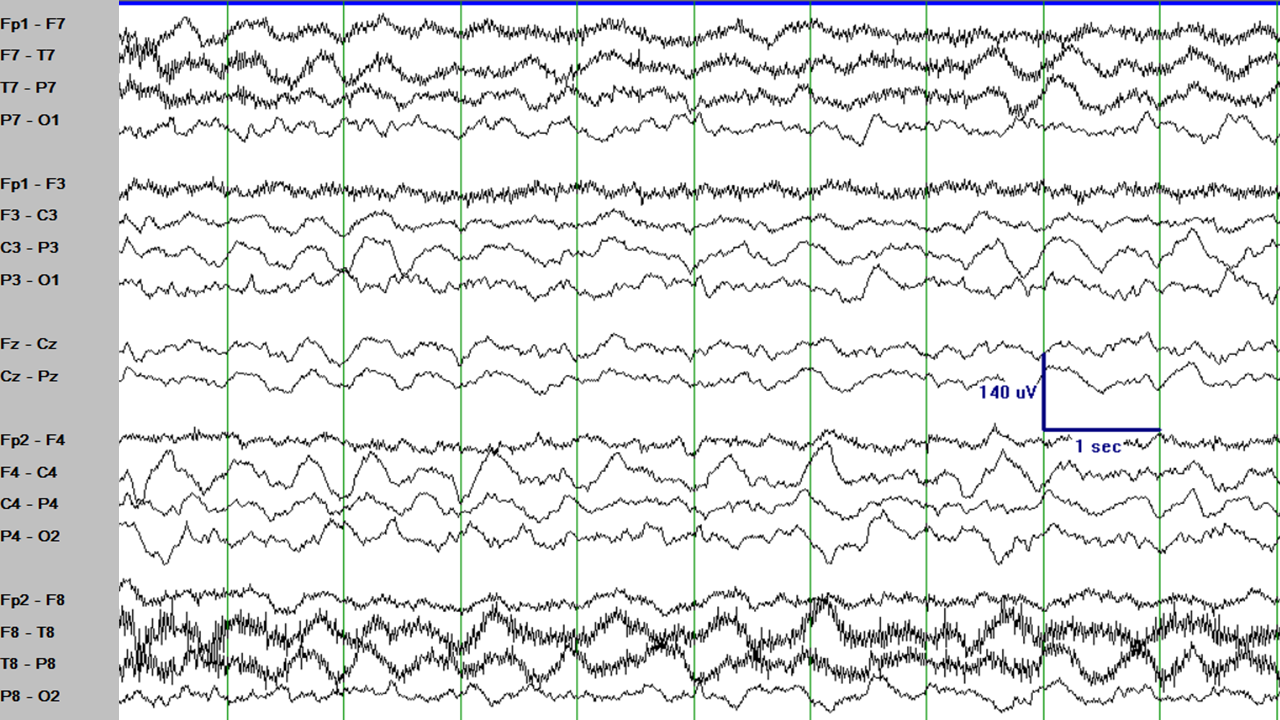 Fp1 - F7
F7 - T7
T7 - P7
P7 - O1
Fp1 - F3
F3 - C3
C3 - P3
P3 - O1
Fz - Cz
Cz - Pz
140 uV
1 sec
Fp2 - F4
F4 - C4
C4 - P4
P4 - O2
Fp2 - F8
F8 - T8
T8 - P8
P8 - O2